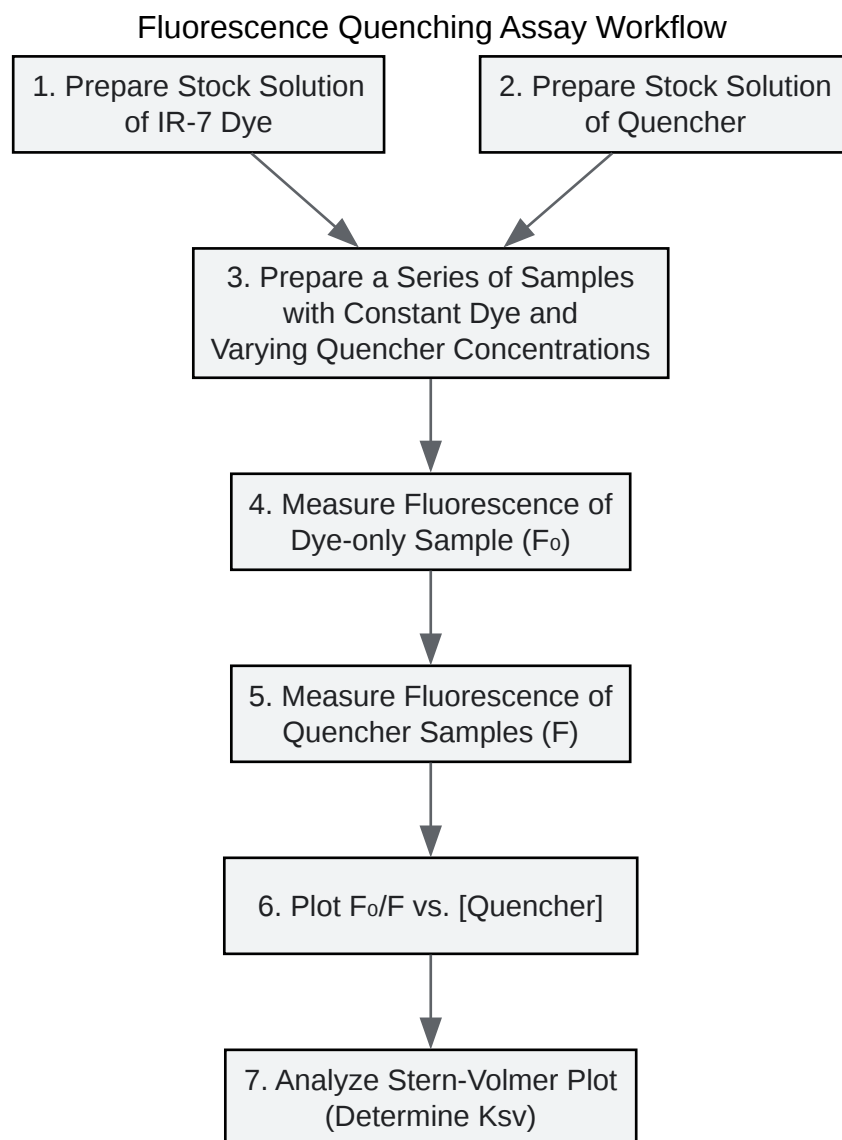 Fluorescence Quenching Assay Workflow
1. Prepare Stock Solution
of IR-7 Dye
2. Prepare Stock Solution
of Quencher
3. Prepare a Series of Samples
with Constant Dye and
Varying Quencher Concentrations
4. Measure Fluorescence of
Dye-only Sample (F₀)
5. Measure Fluorescence of
Quencher Samples (F)
6. Plot F₀/F vs. [Quencher]
7. Analyze Stern-Volmer Plot
(Determine Ksv)